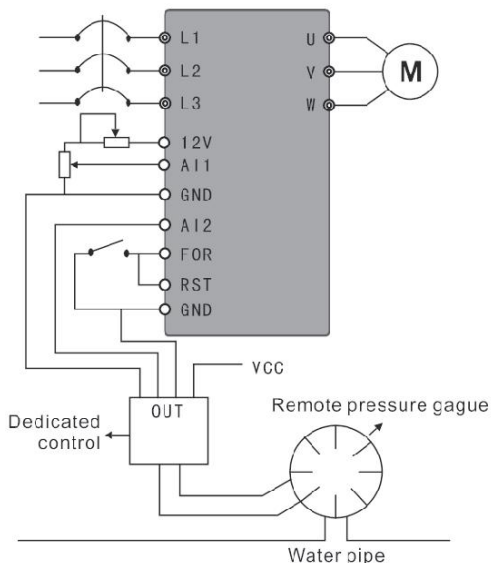 L1
U
L2
V
M
L3
W
12V
AI1
GND
AI2
FOR
RST
GND
VCC
OUT
Remote pressure gague
Dedicated
control
Water pipe